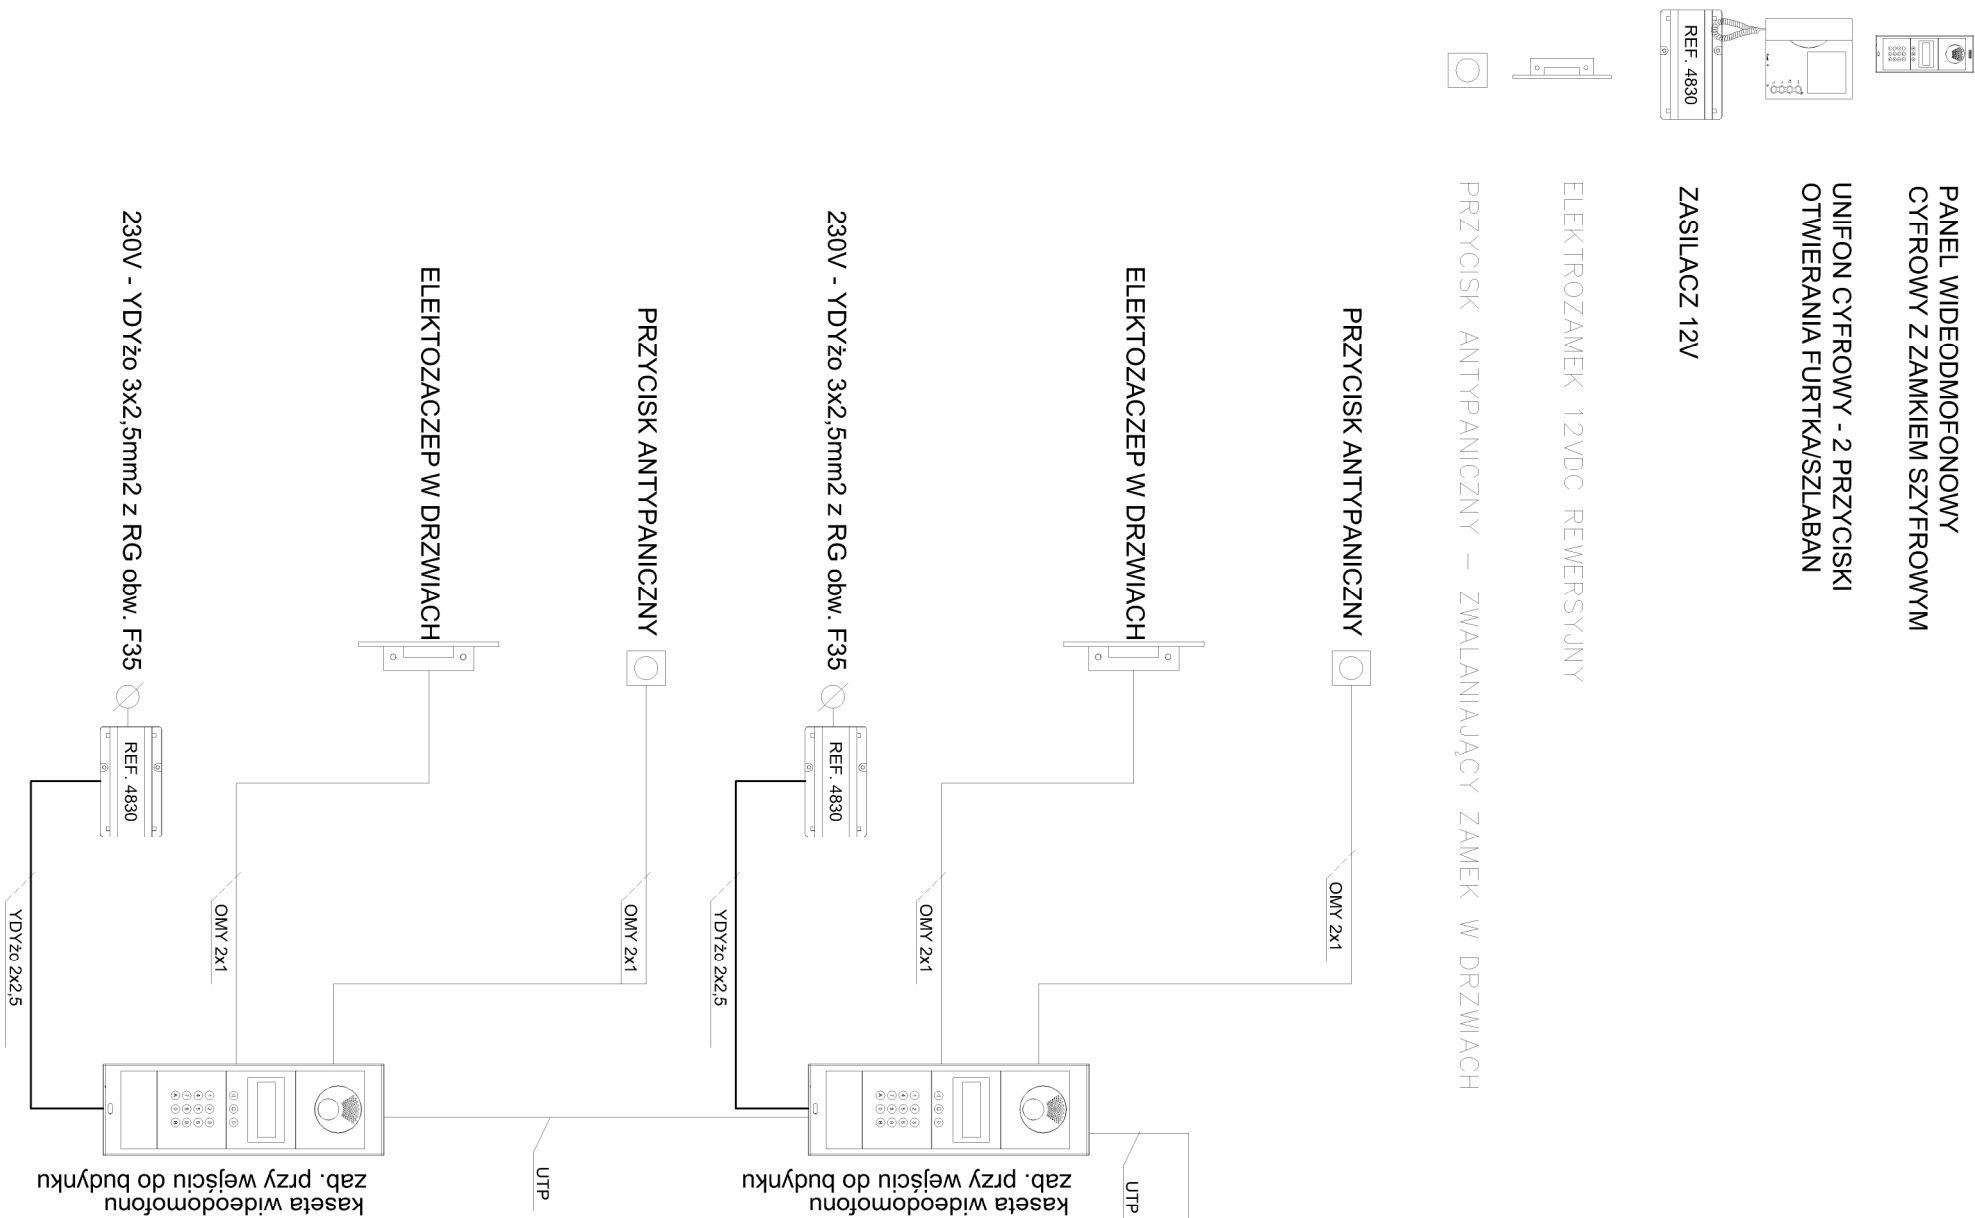 PANEL WIDEODMOFONOWY
CYFROWY Z ZAMKIEM SZYFROWYM
UNIFON CYFROWY - 2 PRZYCISKI
OTWIERANIA FURTKA/SZLABAN
REF. 4830
ZASILACZ 12V
ELEKTROZAMEK 12VDC REWERSYJNY
PRZYCISK ANTYPANICZNY — ZWALANIAJĄCY ZAMEK W DRZWIACH
PRZYCISK ANTYPANICZNY
OMY 2x1
ELEKTOZACZEP W DRZWIACH
OMY 2x1
230V - YDYżo 3x2,5mm2 z RG obw. F35
REF. 4830
YDYżo 2x2,5
UTP
kaseta wideodomofonu
zab. przy wejściu do budynku
PRZYCISK ANTYPANICZNY
OMY 2x1
ELEKTOZACZEP W DRZWIACH
OMY 2x1
230V - YDYżo 3x2,5mm2 z RG obw. F35
REF. 4830
YDYżo 2x2,5
UTP
kaseta wideodomofonu
zab. przy wejściu do budynku